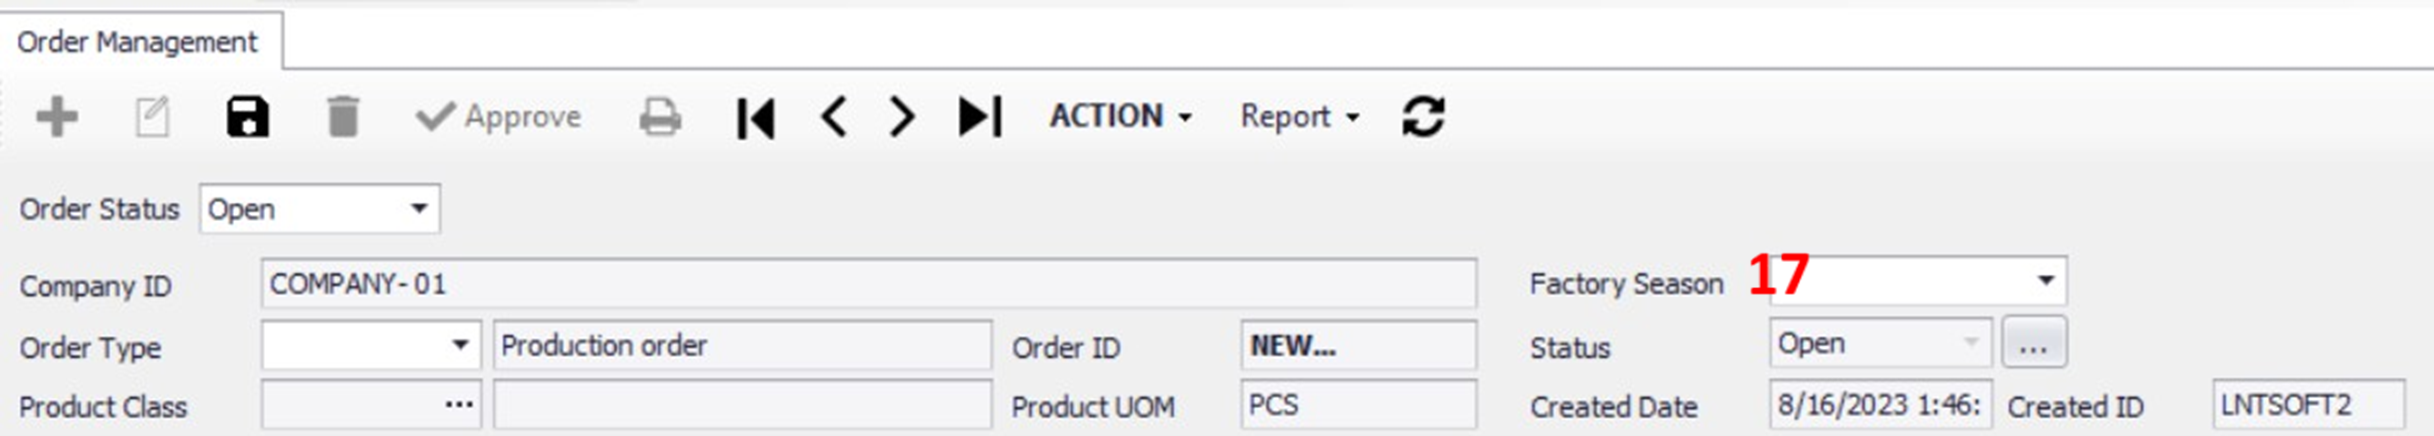 Order Management
Approve ACTION Report
Order Status Open
Company ID COMPANY- 01 Factory Season 17
Order Type Production order Order ID NEW... Status Open ...
Product Class ... Product UOM PCS Created Date 8/16/2023 1:46: Created ID LNTSOFT2